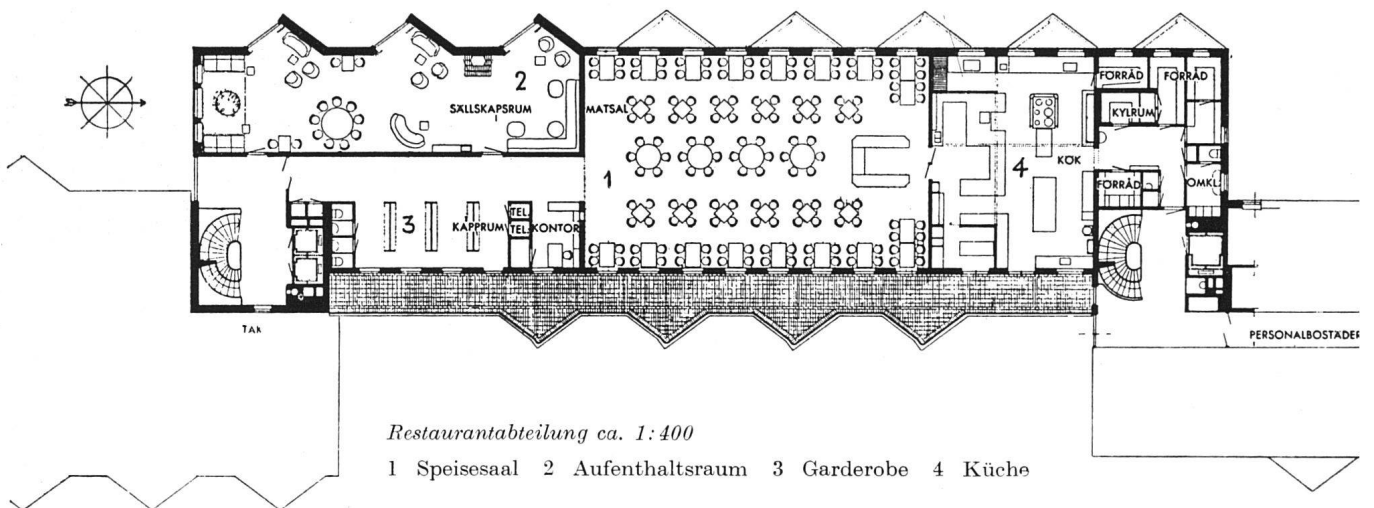 2
SÄLLSKAPSRUM
MATSAL
1
3
KAPPRUM
TEL.
TEL.
KONTOR
4
KÖK
FÖRRÅD
FÖRRÅD
KYLRUM
FÖRRÅD
OMKL.
TAK
PERSONALBOSTÄDER
Restaurantabteilung ca. 1:400
1 Speisesaal 2 Aufenthaltsraum 3 Garderobe 4 Küche